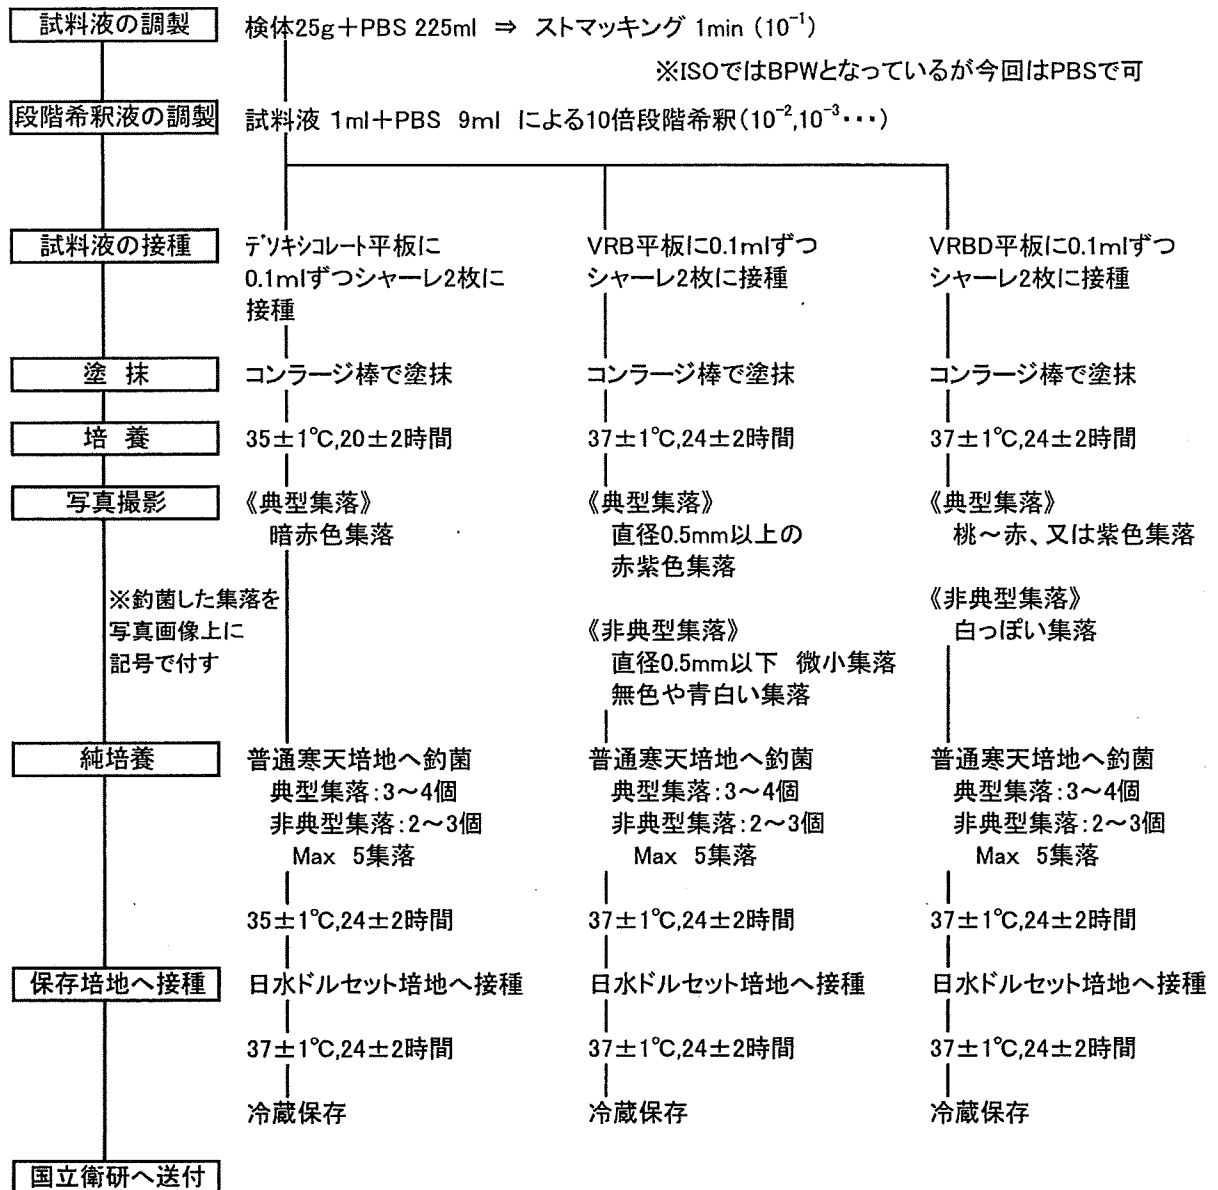 試料液の調製 検体25g＋PBS 225ml ⇒ ストマッキング 1min (10⁻¹)
※ISOではBPWとなっているが今回はPBSで可
段階希釈液の調製 試料液 1ml＋PBS 9ml による10倍段階希釈(10⁻²,10⁻³・・・)
試料液の接種
デソキシコレート平板に
0.1mlずつシャーレ2枚に
接種
VRB平板に0.1mlずつ
シャーレ2枚に接種
VRBD平板に0.1mlずつ
シャーレ2枚に接種
塗 抹 コンラージ棒で塗抹 コンラージ棒で塗抹 コンラージ棒で塗抹
培 養 35±1℃,20±2時間 37±1℃,24±2時間 37±1℃,24±2時間
写真撮影
※釣菌した集落を
写真画像上に
記号で付す
《典型集落》
暗赤色集落
《典型集落》
直径0.5mm以上の
赤紫色集落
《非典型集落》
直径0.5mm以下 微小集落
無色や青白い集落
《典型集落》
桃～赤、又は紫色集落
《非典型集落》
白っぽい集落
純培養
普通寒天培地へ釣菌
典型集落:3～4個
非典型集落:2～3個
Max 5集落
普通寒天培地へ釣菌
典型集落:3～4個
非典型集落:2～3個
Max 5集落
普通寒天培地へ釣菌
典型集落:3～4個
非典型集落:2～3個
Max 5集落
35±1℃,24±2時間 37±1℃,24±2時間 37±1℃,24±2時間
保存培地へ接種 日水ドルセット培地へ接種 日水ドルセット培地へ接種 日水ドルセット培地へ接種
37±1℃,24±2時間 37±1℃,24±2時間 37±1℃,24±2時間
冷蔵保存 冷蔵保存 冷蔵保存
国立衛研へ送付